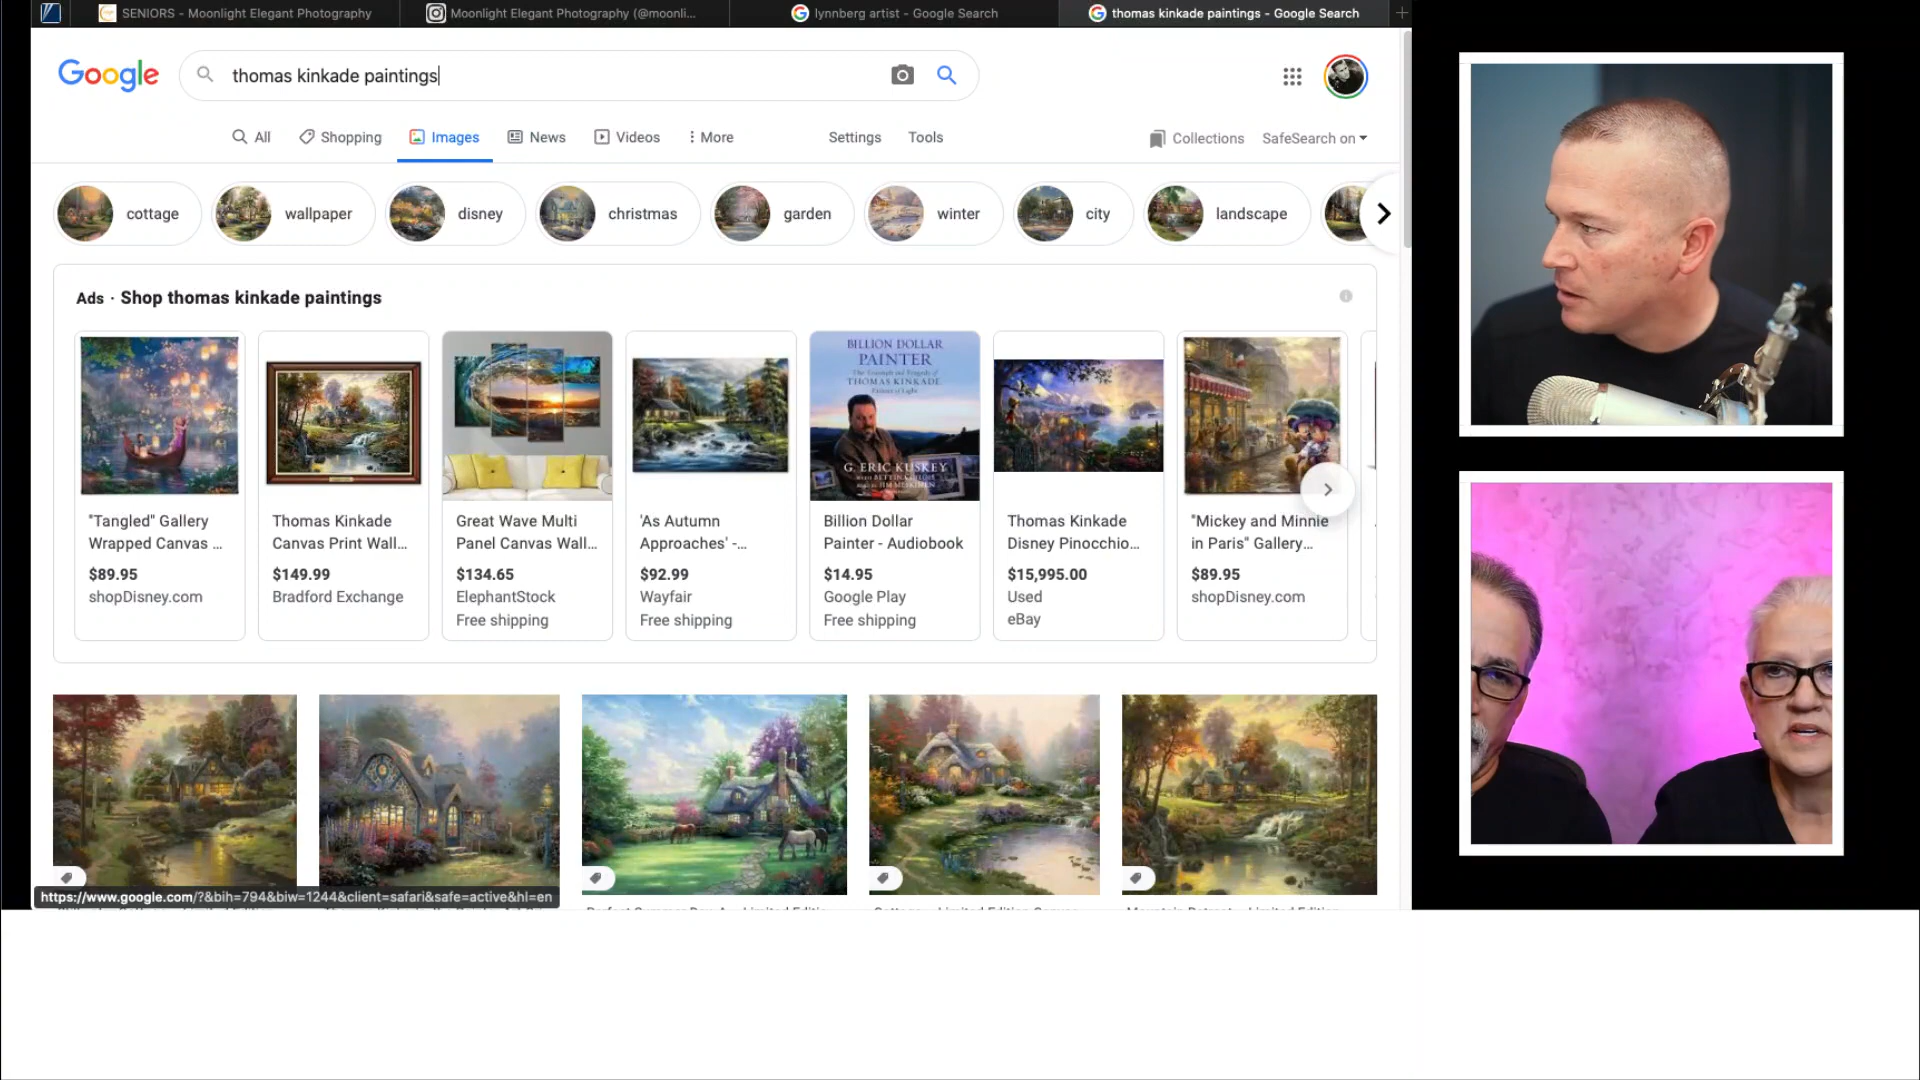 SENIORS - Moonlight Elegant Photography
Moonlight Elegant Photography (@moonli...
lynnberg artist - Google Search
thomas kinkade paintings - Google Search
Google
thomas kinkade paintings
All
Shopping
Images
News
Videos
More
Settings
Tools
Collections
SafeSearch on
cottage
wallpaper
disney
christmas
garden
winter
city
landscape
Ads · Shop thomas kinkade paintings
BILLION DOLLAR
PAINTER
THOMAS KINKADE,
G. ERIC KUSKEY
"Tangled" Gallery
Wrapped Canvas ...
$89.95
shopDisney.com
Thomas Kinkade
Canvas Print Wall...
$149.99
Bradford Exchange
Great Wave Multi
Panel Canvas Wall...
$134.65
ElephantStock
Free shipping
'As Autumn
Approaches' -...
$92.99
Wayfair
Free shipping
Billion Dollar
Painter - Audiobook
$14.95
Google Play
Free shipping
Thomas Kinkade
Disney Pinocchio...
$15,995.00
Used
eBay
"Mickey and Minnie
in Paris" Gallery...
$89.95
shopDisney.com
https://www.google.com/?&bih=794&biw=1244&client=safari&safe=active&hl=en